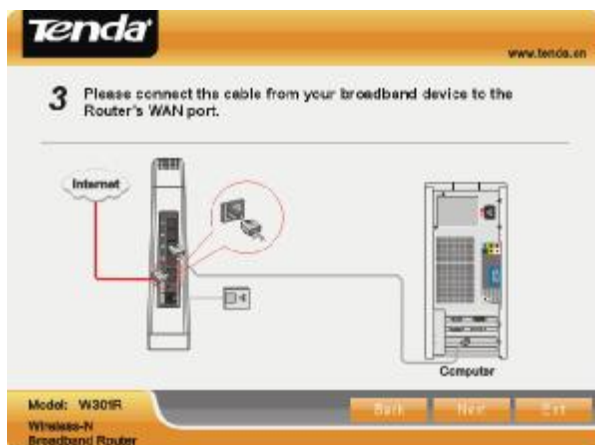 Tenda
www.tenda.cn
3 Please connect the cable from your broadband device to the
Router's WAN port.
Internet
Computer
Model: W301R
Back Next Exit
Wireless-N
Broadband Router